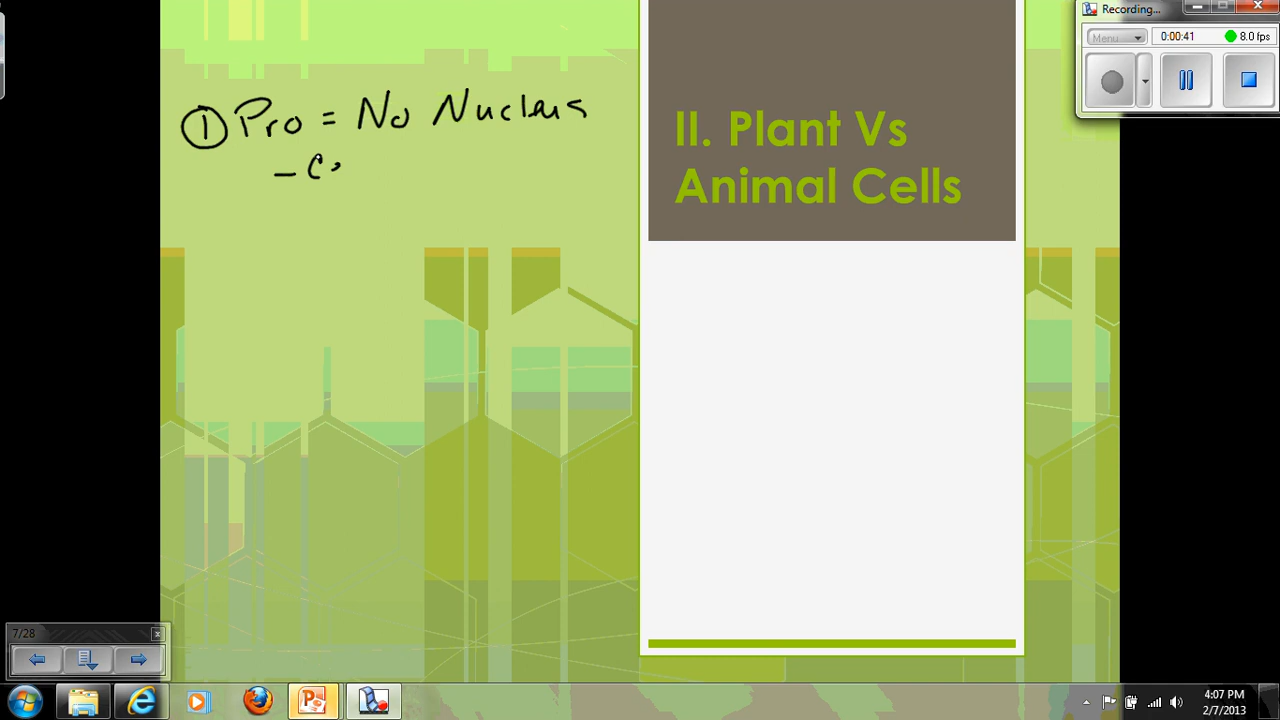 ① Pro = No Nucleus
II. Plant Vs
Animal Cells
Recording...
Menu
0:00:41
8.0 fps
7/28
4:07 PM
2/7/2013